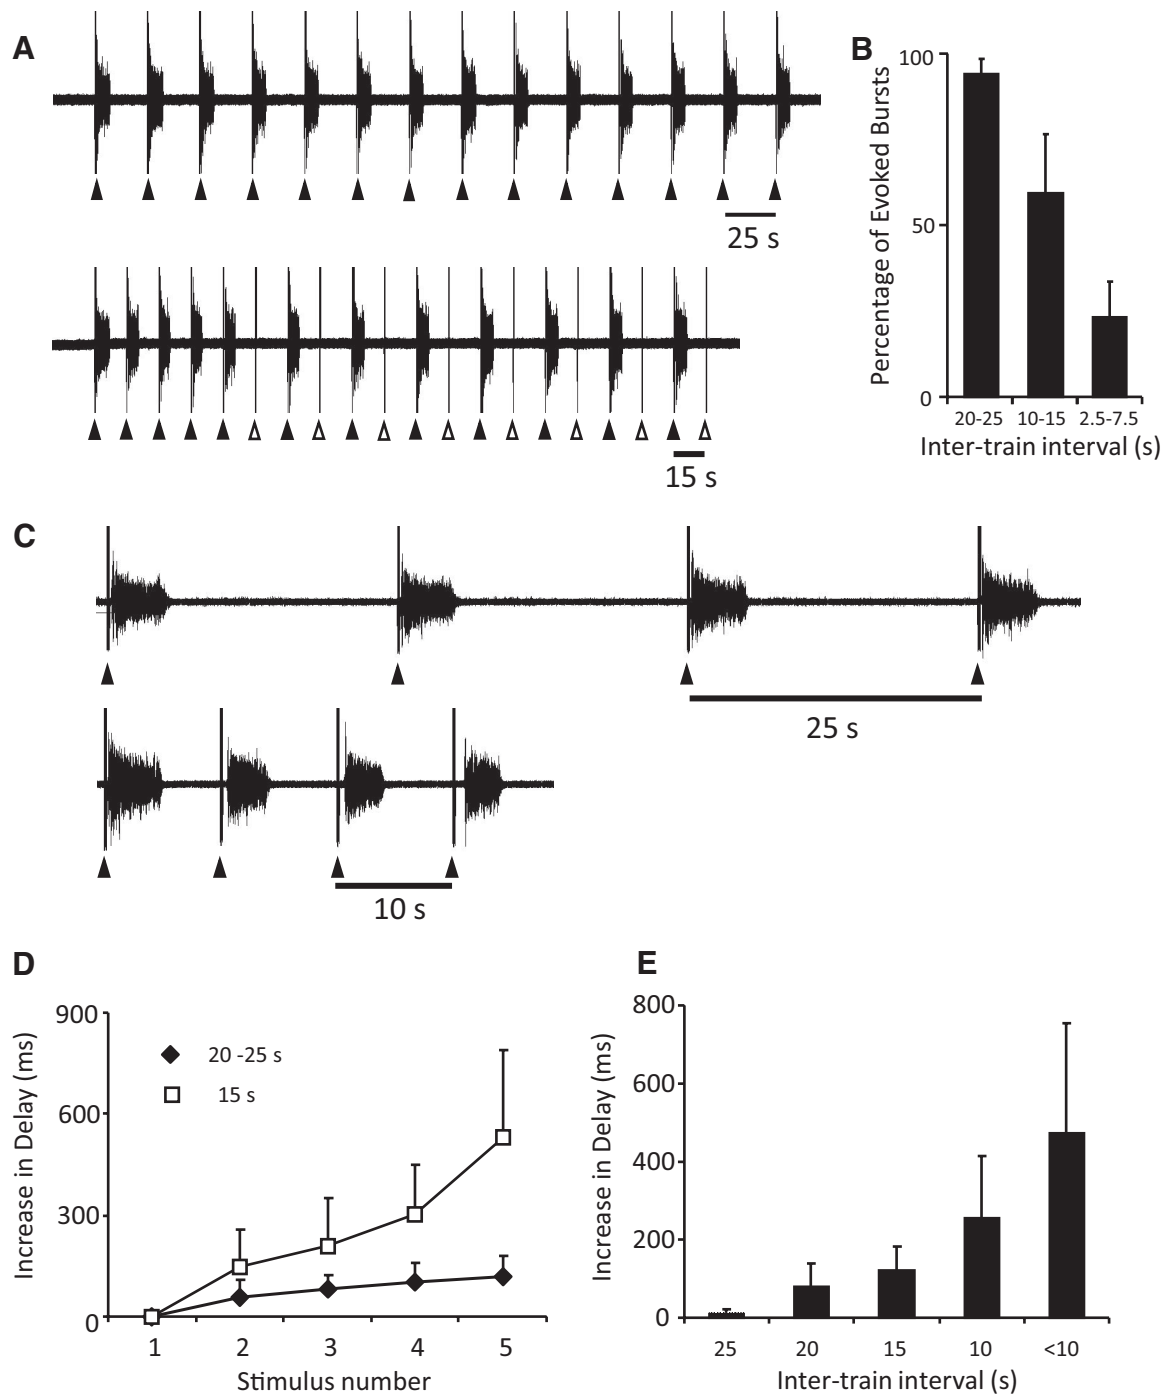 A
25 s
15 s
B
Percentage of Evoked Bursts
100
50
0
20-25 10-15 2.5-7.5
Inter-train interval (s)
C
25 s
10 s
D
Increase in Delay (ms)
900
600
300
0
20 -25 s
15 s
1 2 3 4 5
Stimulus number
E
Increase in Delay (ms)
800
600
400
200
0
25 20 15 10 <10
Inter-train interval (s)